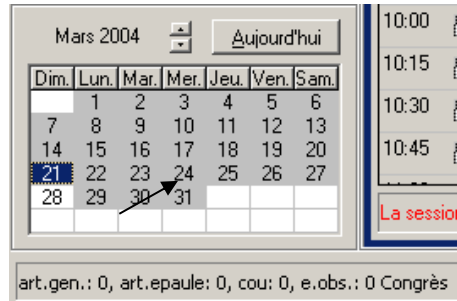 Mars 2004
Aujourd'hui
Dim. Lun. Mar. Mer. Jeu. Ven. Sam.
1 2 3 4 5 6
7 8 9 10 11 12 13
14 15 16 17 18 19 20
21 22 23 24 25 26 27
28 29 30 31
10:00
10:15
10:30
10:45
La
art.gen.: 0, art.epaule: 0, cou: 0, e.obs.: 0 Congrès